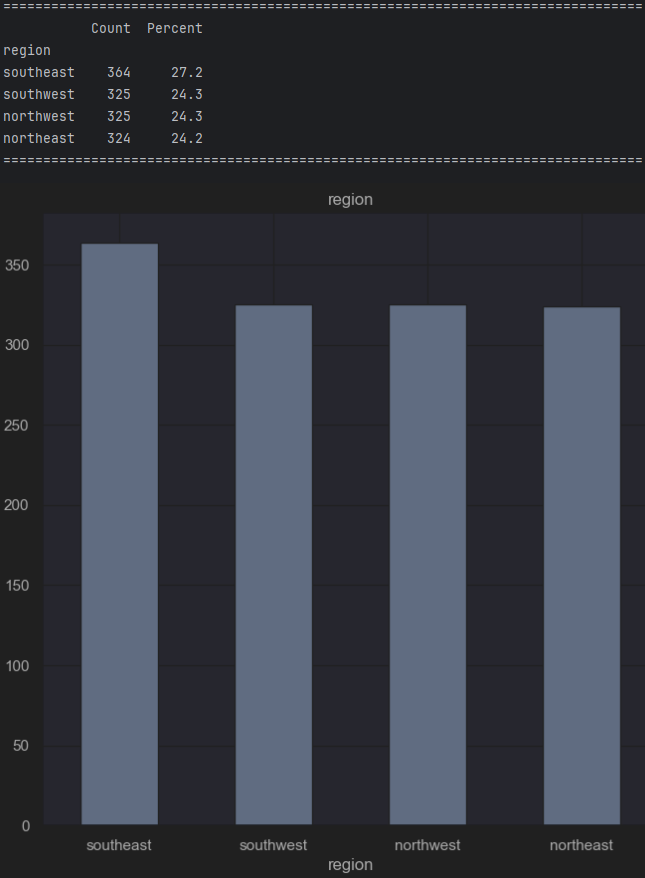 ================================================================================
Count  Percent
region
southeast    364     27.2
southwest    325     24.3
northwest    325     24.3
northeast    324     24.2
================================================================================
region
350
300
250
200
150
100
50
0
southeast southwest northwest northeast
region